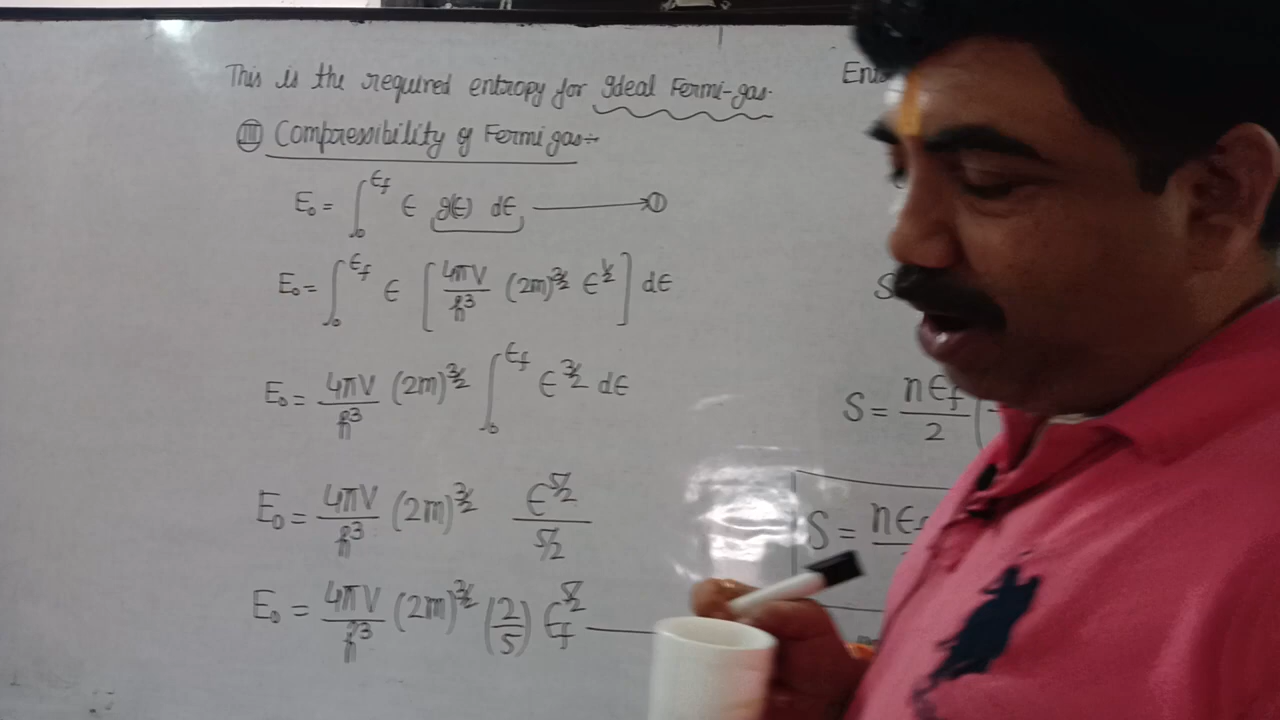 This is the required entropy for Ideal Fermi-gas.
(III) Compressibility of Fermi gas:-
E₀ = ∫₀^{ϵf} ϵ g(ϵ) dϵ ⟶ ①
E₀ = ∫₀^{ϵf} ϵ [4πV/h³ (2m)^{3/2} ϵ^{1/2}] dϵ
E₀ = 4πV/h³ (2m)^{3/2} ∫₀^{ϵf} ϵ^{3/2} dϵ
E₀ = 4πV/h³ (2m)^{3/2} ϵ^{5/2}/5/2
E₀ = 4πV/h³ (2m)^{3/2} (2/5) ϵf^{5/2}
S
S = nϵf/2 (
S = nϵf